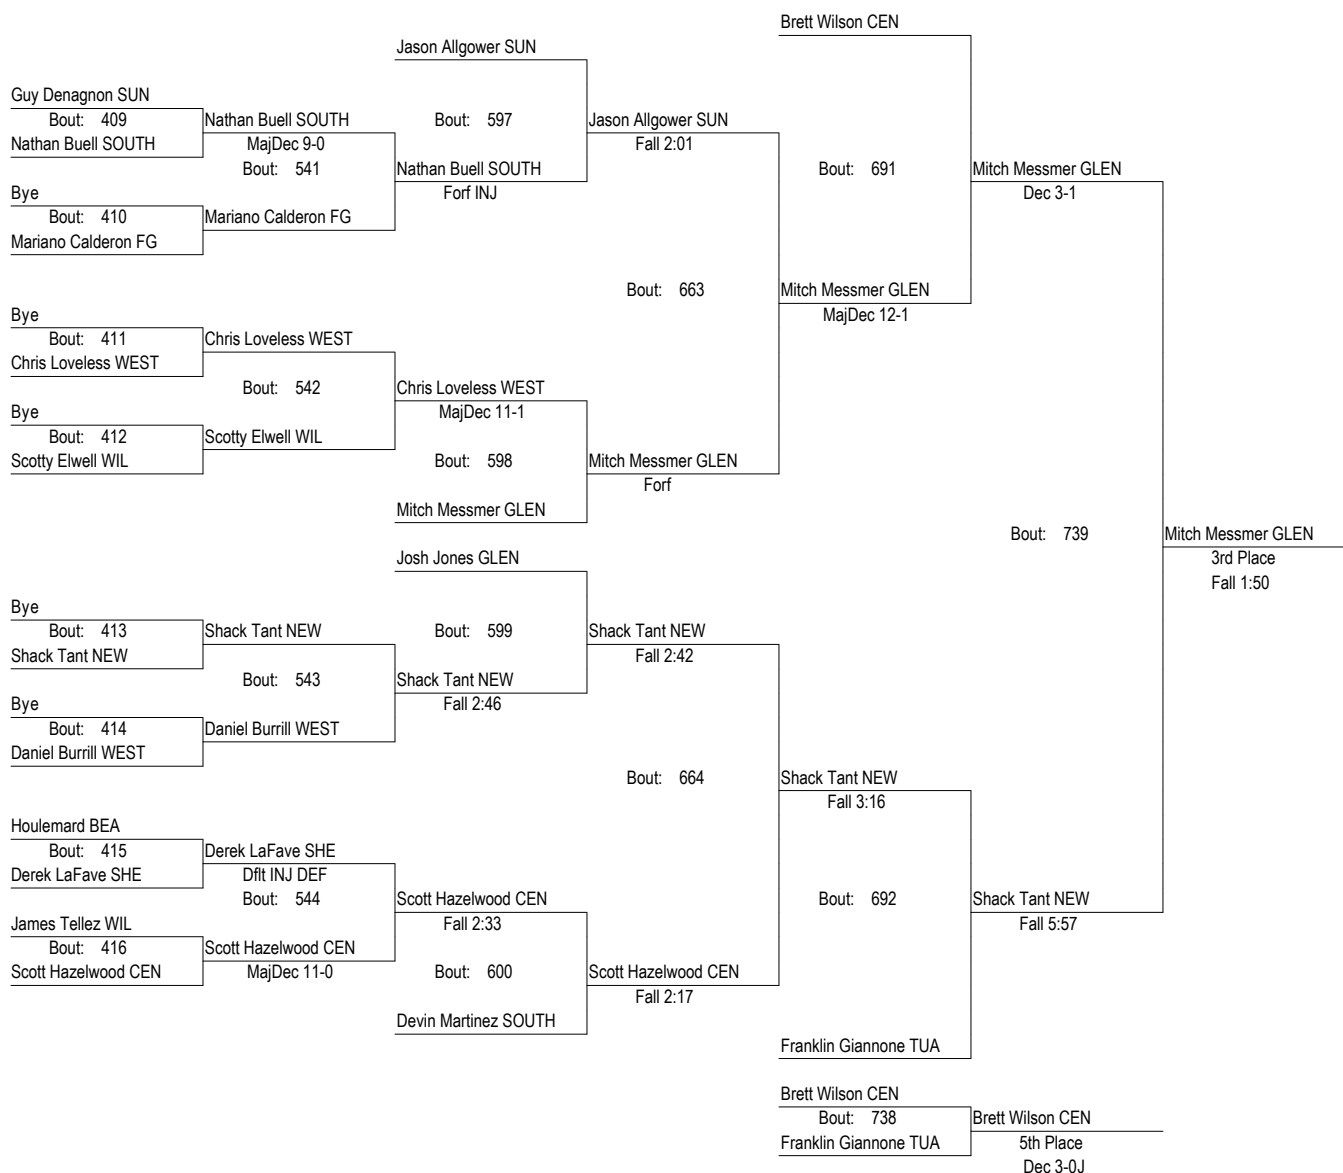 Brett Wilson CEN
Jason Allgower SUN
Guy Denagnon SUN
Bout: 409
Nathan Buell SOUTH
Nathan Buell SOUTH
MajDec 9-0
Bout: 541
Bye
Bout: 410
Mariano Calderon FG
Mariano Calderon FG
Bout: 597
Nathan Buell SOUTH
Forf INJ
Jason Allgower SUN
Fall 2:01
Bout: 691
Mitch Messmer GLEN
Dec 3-1
Bout: 663
Mitch Messmer GLEN
MajDec 12-1
Bye
Bout: 411
Chris Loveless WEST
Chris Loveless WEST
Bout: 542
Bye
Bout: 412
Scotty Elwell WIL
Scotty Elwell WIL
Chris Loveless WEST
MajDec 11-1
Bout: 598
Mitch Messmer GLEN
Mitch Messmer GLEN
Forf
Bout: 739
Mitch Messmer GLEN
3rd Place
Fall 1:50
Josh Jones GLEN
Bye
Bout: 413
Shack Tant NEW
Shack Tant NEW
Bout: 543
Bye
Bout: 414
Daniel Burrill WEST
Daniel Burrill WEST
Bout: 599
Shack Tant NEW
Fall 2:46
Shack Tant NEW
Fall 2:42
Bout: 664
Shack Tant NEW
Fall 3:16
Houlemard BEA
Bout: 415
Derek LaFave SHE
Derek LaFave SHE
Dflt INJ DEF
Bout: 544
James Tellez WIL
Bout: 416
Scott Hazelwood CEN
Scott Hazelwood CEN
MajDec 11-0
Scott Hazelwood CEN
Fall 2:33
Bout: 600
Devin Martinez SOUTH
Scott Hazelwood CEN
Fall 2:17
Bout: 692
Shack Tant NEW
Fall 5:57
Franklin Giannone TUA
Brett Wilson CEN
Bout: 738
Franklin Giannone TUA
Brett Wilson CEN
5th Place
Dec 3-0J